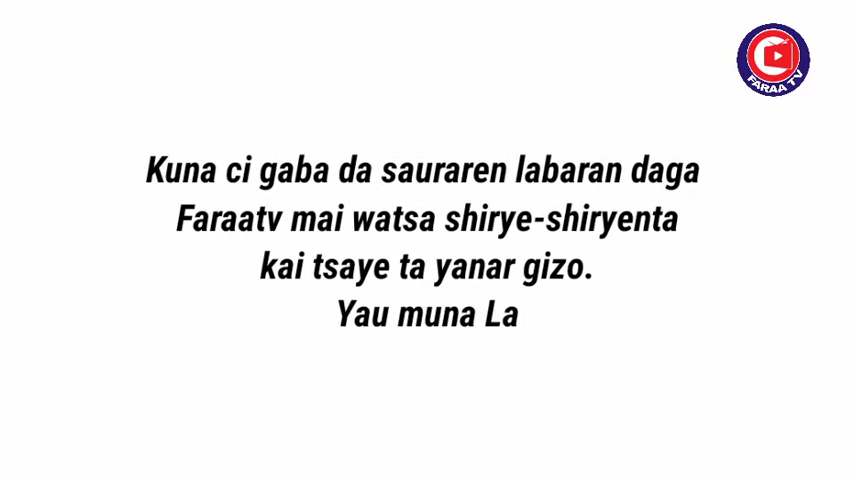 FARAA TV
Kuna ci gaba da sauraren labaran daga
Faraatv mai watsa shirye-shiryenta
kai tsaye ta yanar gizo.
Yau muna La